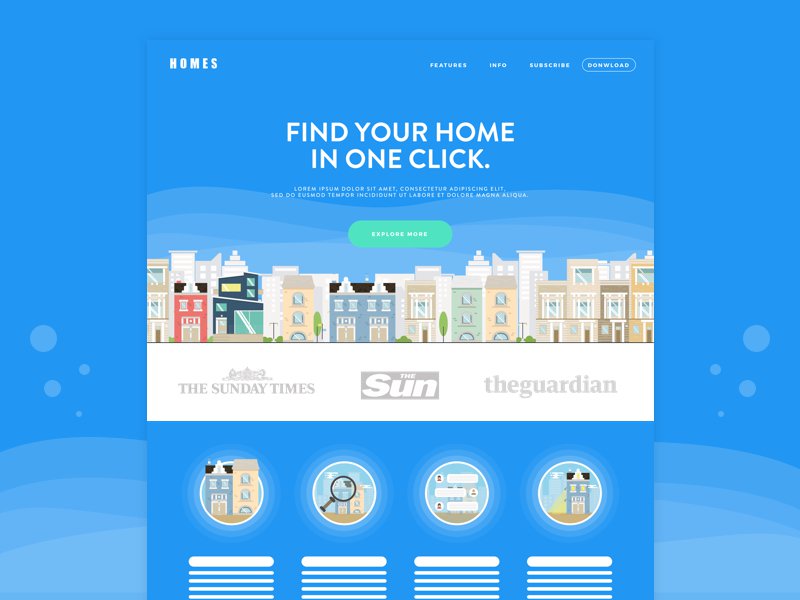 HOMES
FEATURES INFO SUBSCRIBE DONWLOAD
FIND YOUR HOME
IN ONE CLICK.
LOREM IPSUM DOLOR SIT AMET, CONSECTETUR ADIPISCING ELIT,
SED DO EUSMOD TEMPOR INCIDIDUNT UT LABORE ET DOLORE MAGNA ALIQUA.
EXPLORE MORE
THE SUNDAY TIMES
THE Sun
theguardian